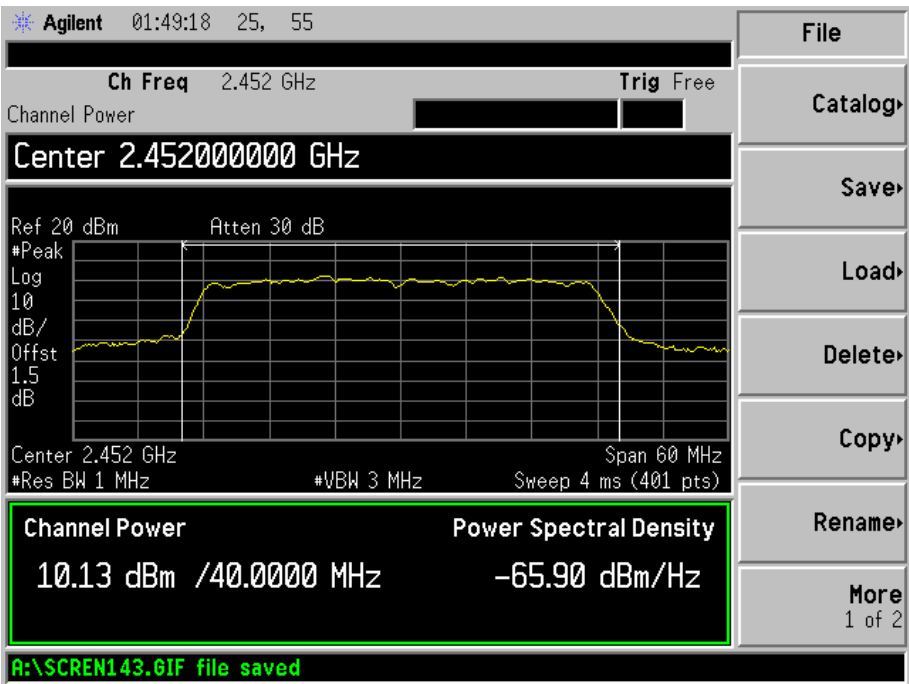 Agilent 01:49:18 25, 55
File
Ch Freq 2.452 GHz Trig Free
Channel Power
Catalog
Center 2.452000000 GHz
Save
Ref 20 dBm Atten 30 dB
#Peak
Log
10
dB/
Offst
1.5
dB
Load
Delete
Center 2.452 GHz Span 60 MHz
#Res BW 1 MHz #VBW 3 MHz Sweep 4 ms (401 pts)
Copy
Channel Power Power Spectral Density
10.13 dBm /40.0000 MHz -65.90 dBm/Hz
Rename
More
1 of 2
A:\SCREN143.GIF file saved